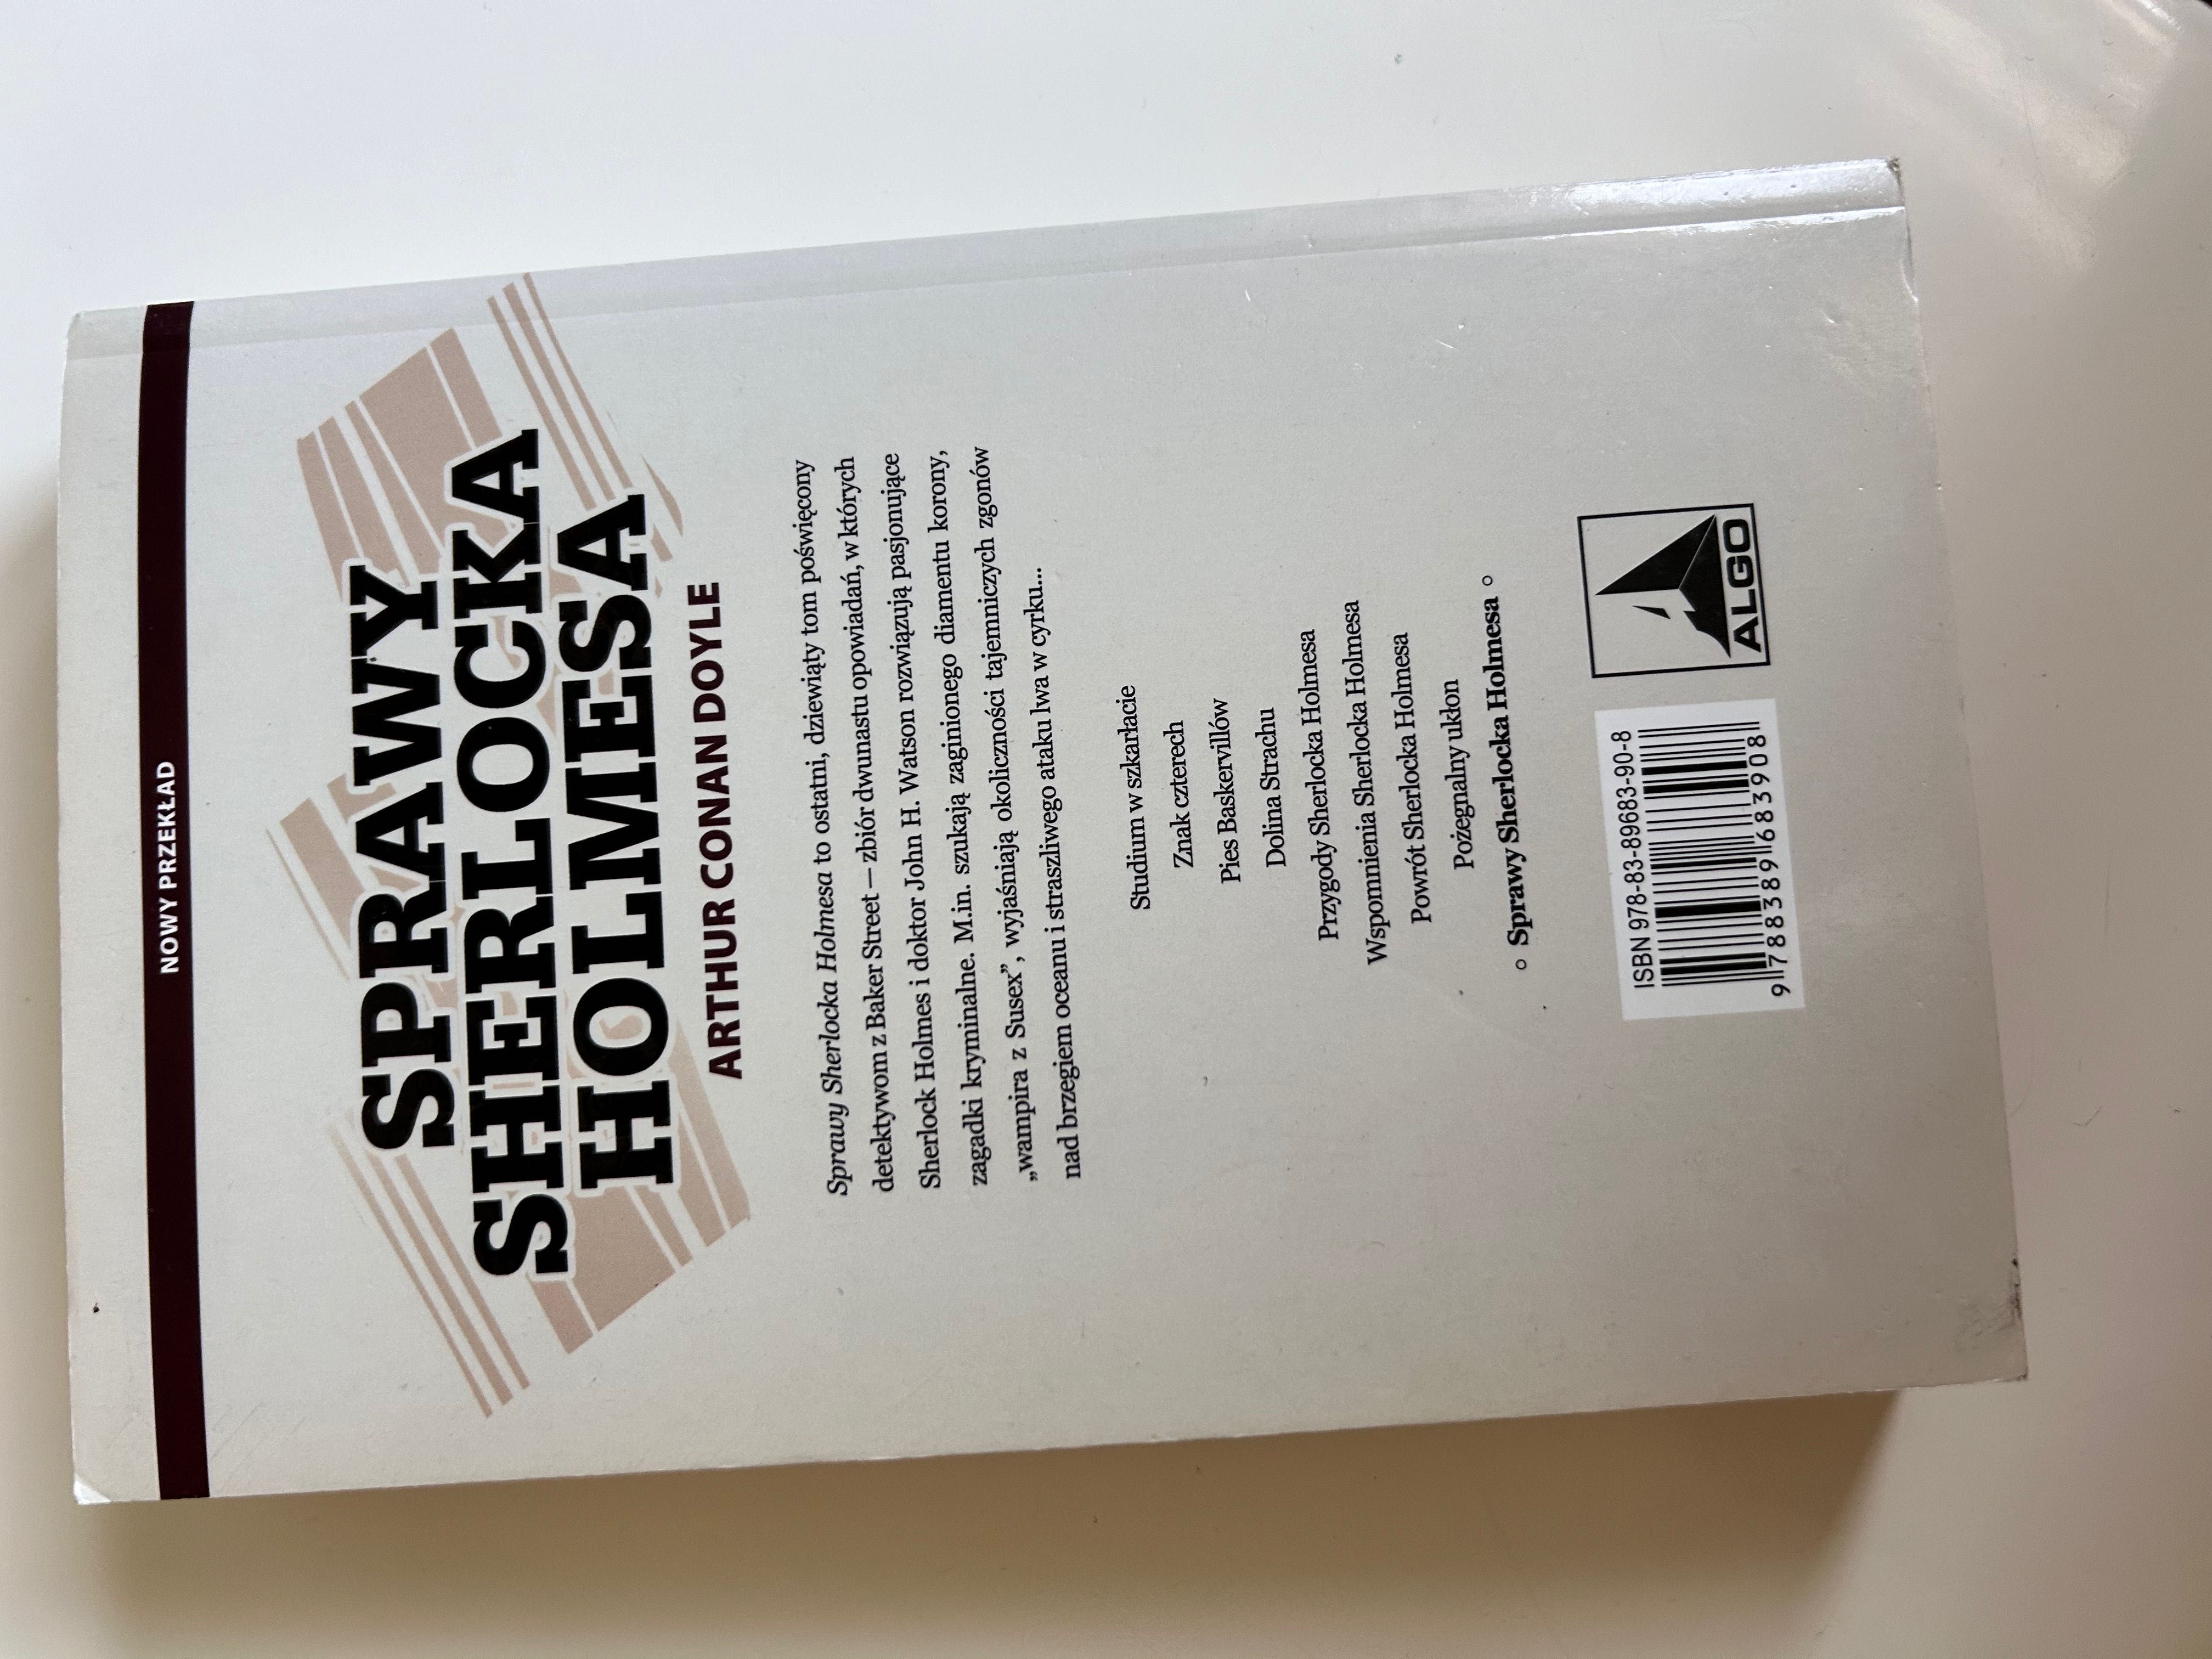 NOWY PRZEKŁAD
SPRAWY
SHERLOCKA
HOLMESA
ARTHUR CONAN DOYLE
Sprawy Sherlocka Holmesa to ostatni, dziewiąty tom poświęcony
detektywom z Baker Street – zbiór dwunastu opowiadań, w których
Sherlock Holmes i doktor John H. Watson rozwiązują pasjonujące
zagadki kryminalne. M.in. szukają zaginionego diamentu korony,
„wampira z Susex”, wyjaśniają okoliczności tajemniczych zgonów
nad brzegiem oceanu i straszliwego ataku lwa w cyrku...
Studium w szkarłacie
Znak czterech
Pies Baskervillów
Dolina Strachu
Przygody Sherlocka Holmesa
Wspomnienia Sherlocka Holmesa
Powrót Sherlocka Holmesa
Pożegnalny ukłon
◦ Sprawy Sherlocka Holmesa ◦
ISBN 978-83-89683-90-8
9 788389 683908
ALGO